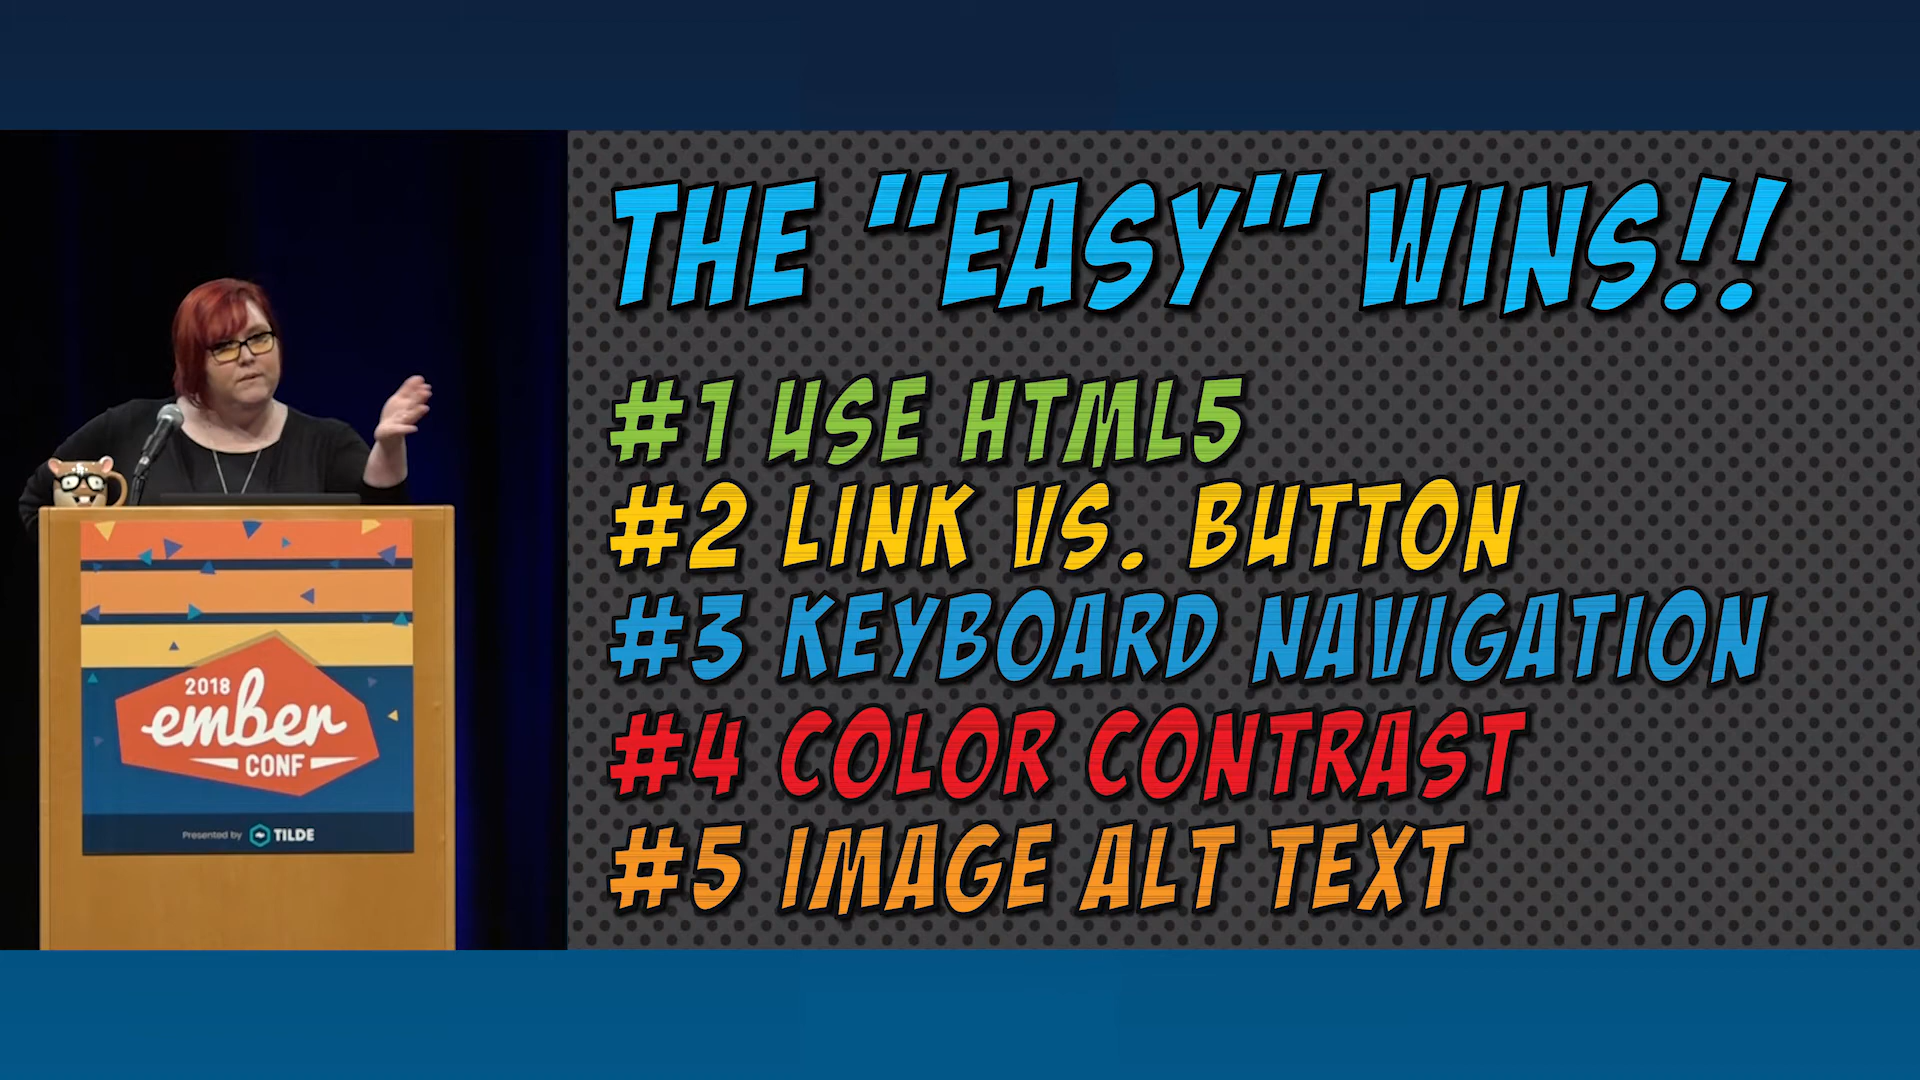 THE "EASY" WINS!!
#1 USE HTML5
#2 LINK VS. BUTTON
#3 KEYBOARD NAVIGATION
#4 COLOR CONTRAST
#5 IMAGE ALT TEXT
2018
ember
CONF
Presented by TILDE